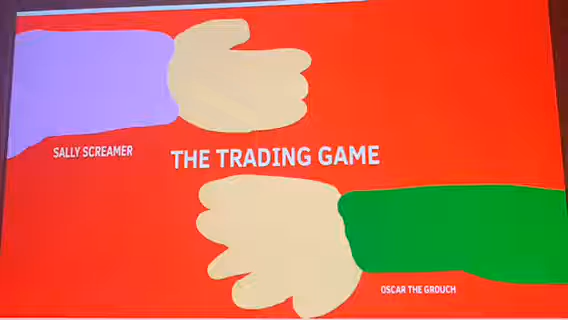 SALLY SCREAMER
THE TRADING GAME
OSCAR THE GROUCH